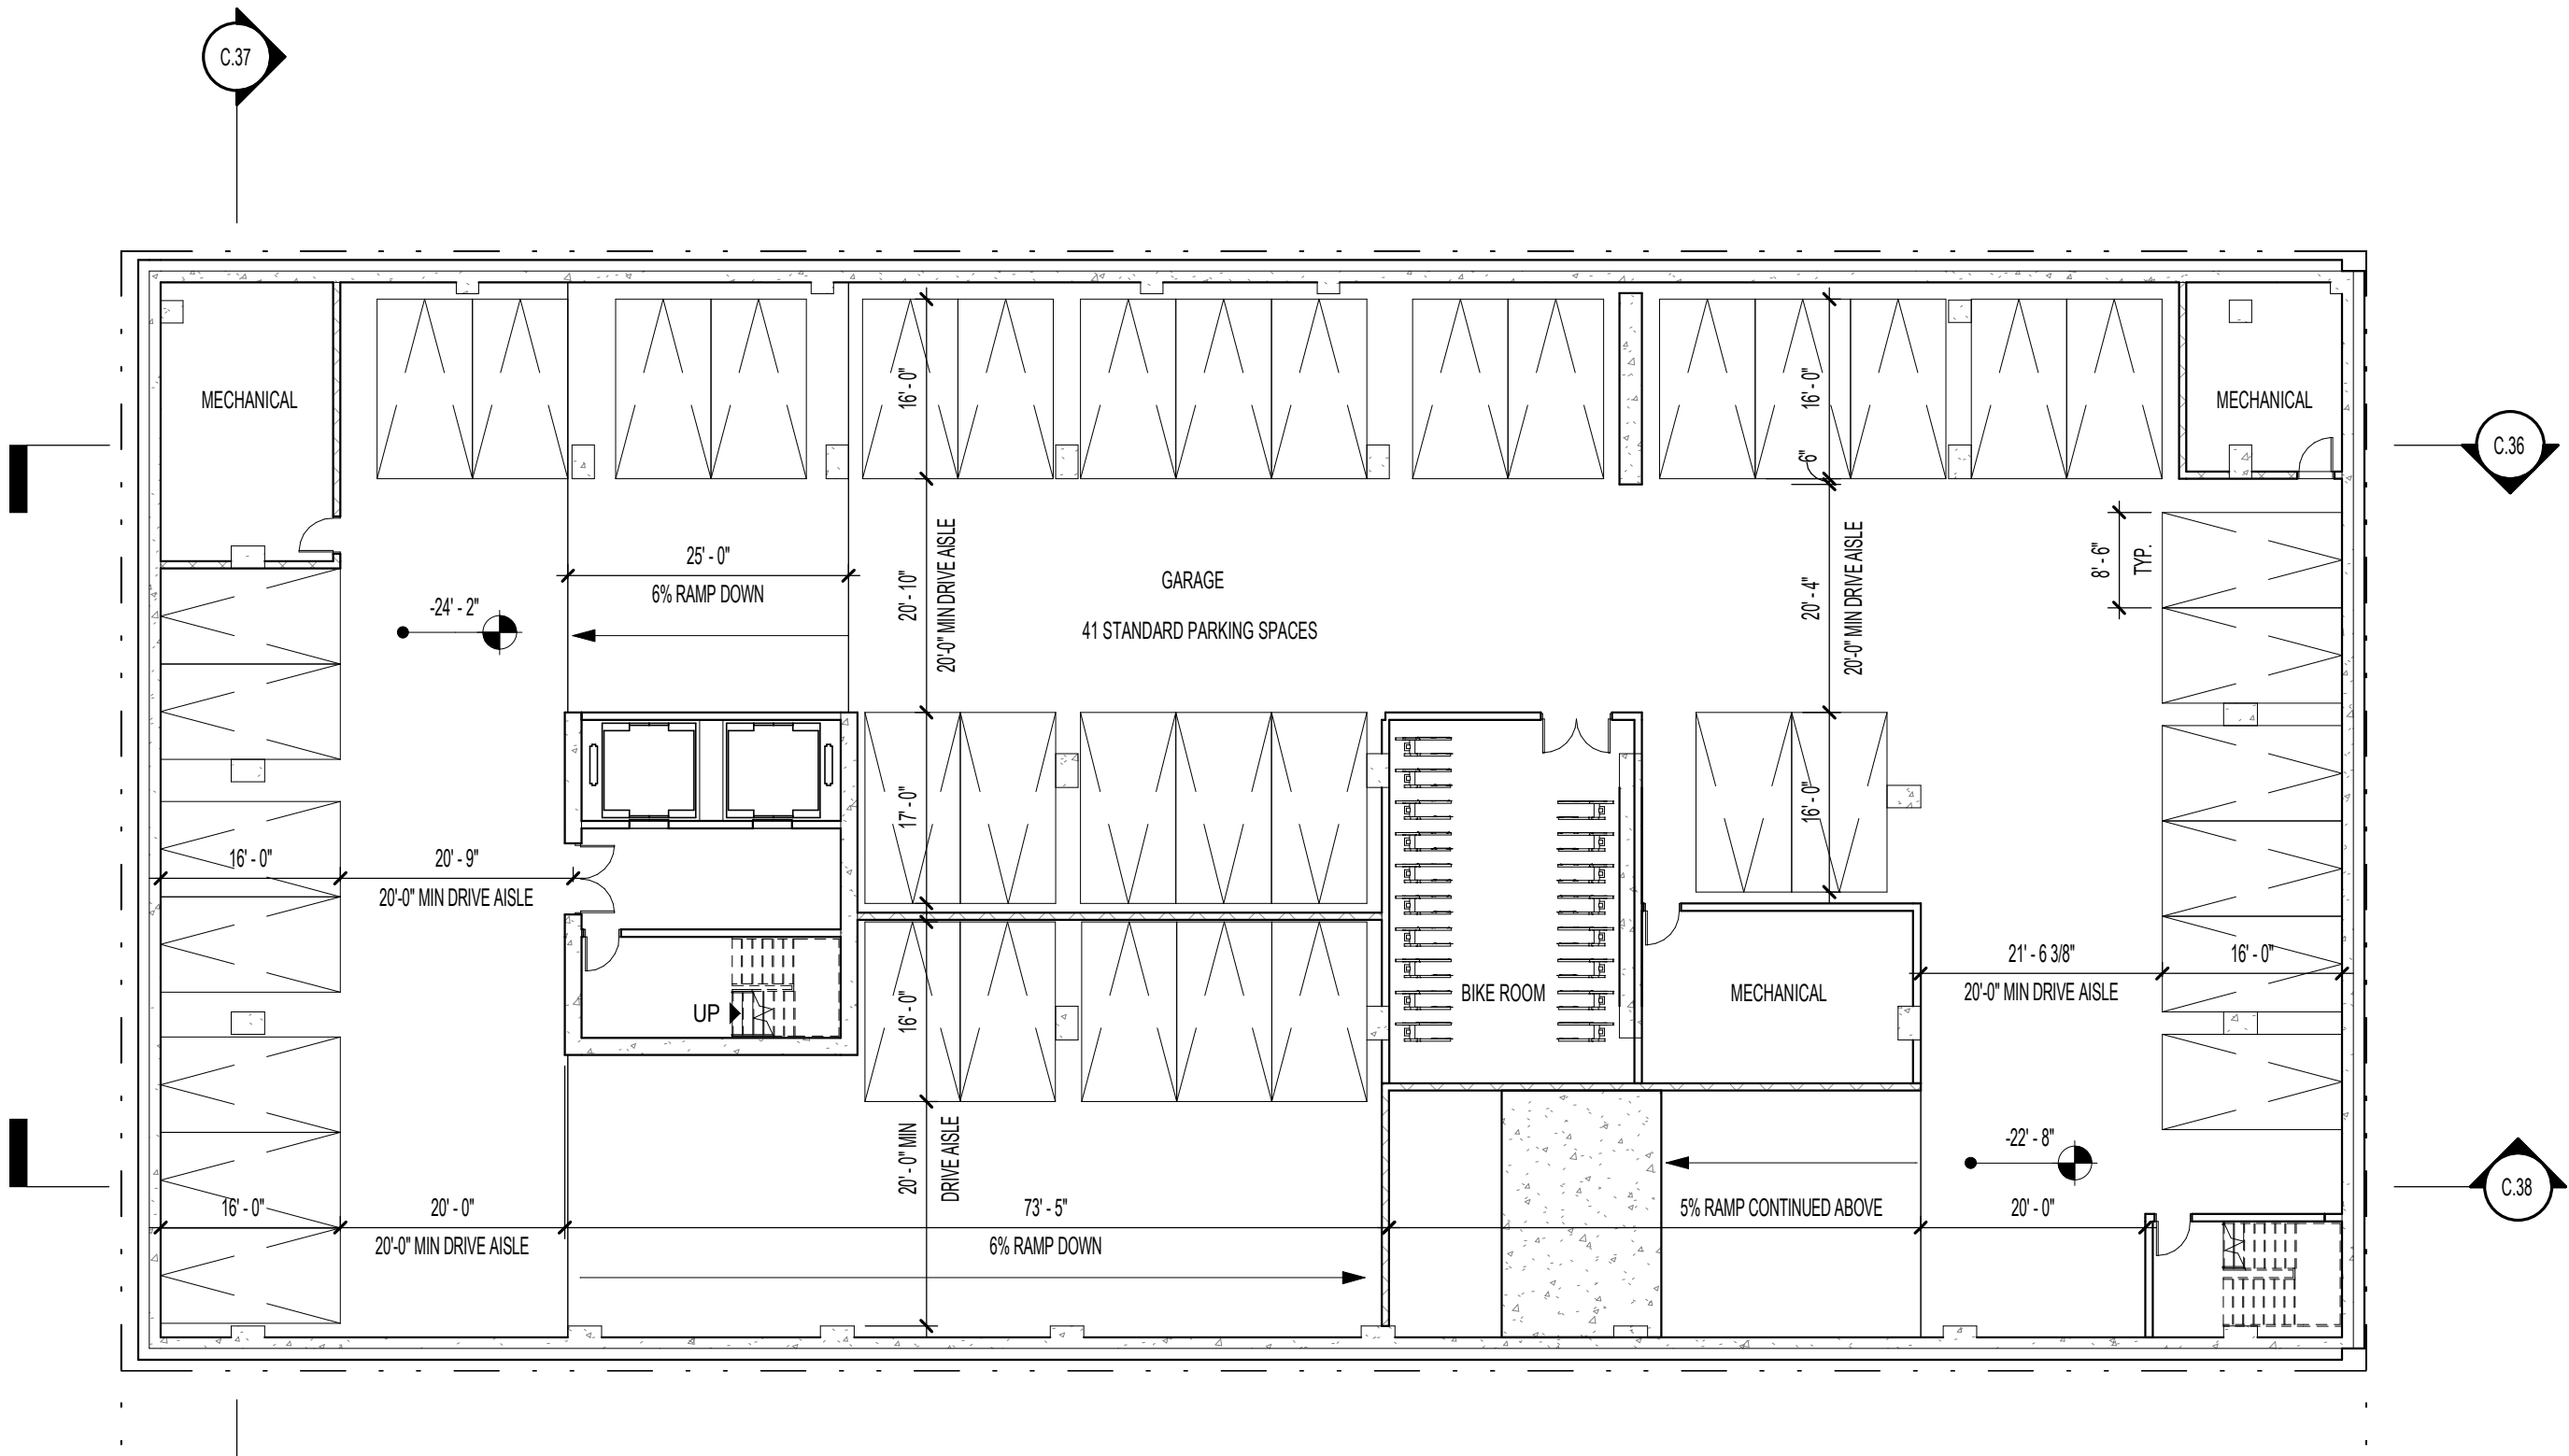 C.37
MECHANICAL
16' - 0"
16' - 0"
MECHANICAL
C.36
6"
25' - 0"
6% RAMP DOWN
20' - 10"
20'-0" MIN DRIVE AISLE
GARAGE
41 STANDARD PARKING SPACES
20' - 4"
20'-0" MIN DRIVE AISLE
8' - 6"
TYP.
-24' - 2"
16' - 0"
20' - 9"
20'-0" MIN DRIVE AISLE
17' - 0"
16' - 0"
UP
16' - 0"
BIKE ROOM
MECHANICAL
21' - 6 3/8"
20'-0" MIN DRIVE AISLE
16' - 0"
20' - 0" MIN
DRIVE AISLE
-22' - 8"
C.38
16' - 0"
20' - 0"
20'-0" MIN DRIVE AISLE
73' - 5"
6% RAMP DOWN
5% RAMP CONTINUED ABOVE
20' - 0"